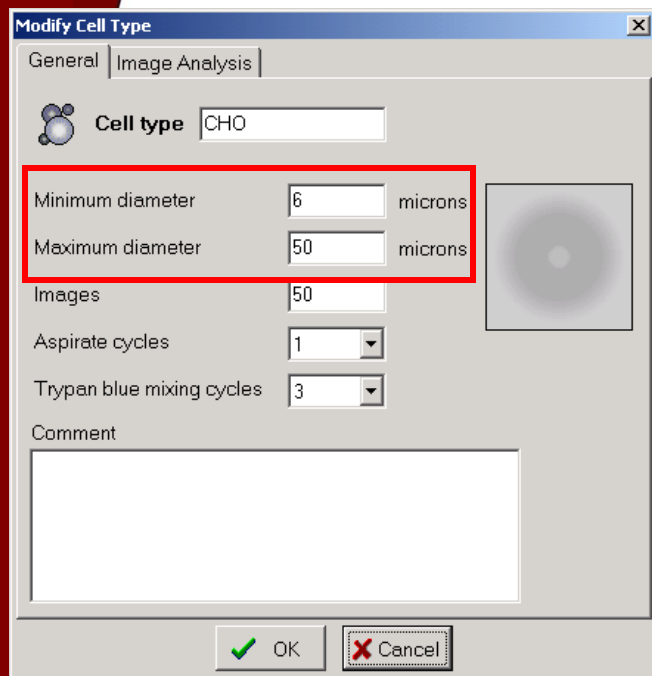 Modify Cell Type
General Image Analysis
Cell type CHO
Minimum diameter 6 microns
Maximum diameter 50 microns
Images 50
Aspirate cycles 1
Trypan blue mixing cycles 3
Comment
OK Cancel